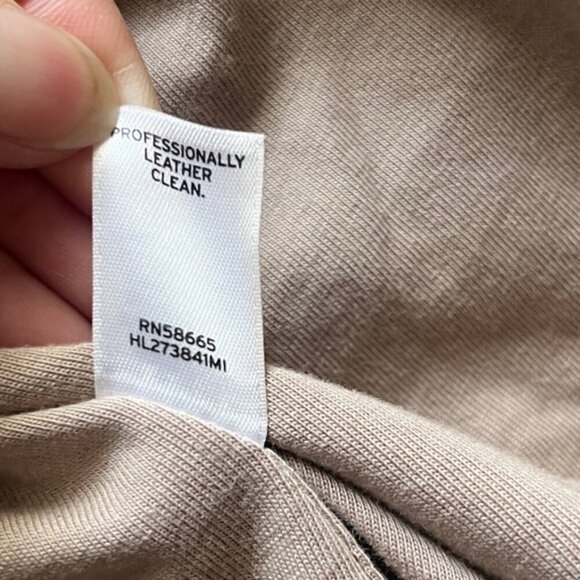 PROFESSIONALLY
LEATHER
CLEAN.
RN58665
HL273841MI